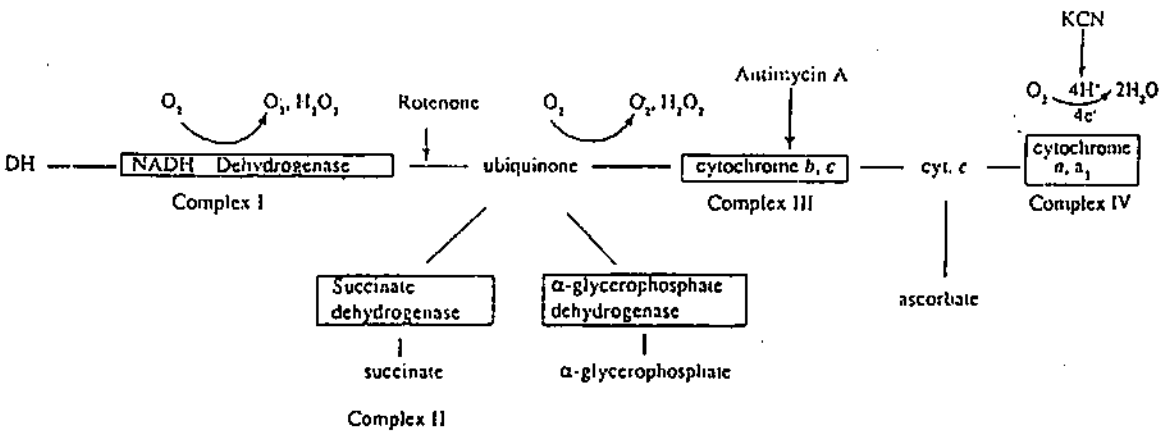 KCN
Antimycin A
O₂ 4H⁺ 2H₂O
4e⁻
O₂ O₂⁻, H₂O₂ Rotenone O₂ O₂⁻, H₂O₂
DH NADH Dehydrogenase ubiquinone cytochrome b, c cyt. c cytochrome
a, a₃
Complex I Complex III Complex IV
Succinate α-glycerophosphate
dehydrogenase dehydrogenase
ascorbate
succinate α-glycerophosphate
Complex II